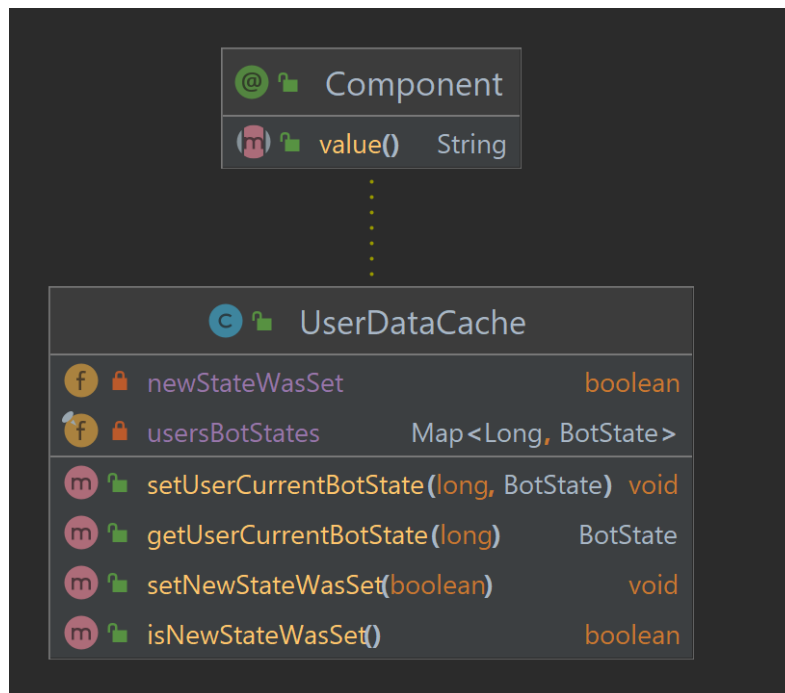 @ Component
m value() String
C UserDataCache
f newStateWasSet boolean
f usersBotStates Map<Long, BotState>
m setUserCurrentBotState(long, BotState) void
m getUserCurrentBotState(long) BotState
m setNewStateWasSet(boolean) void
m isNewStateWasSet() boolean